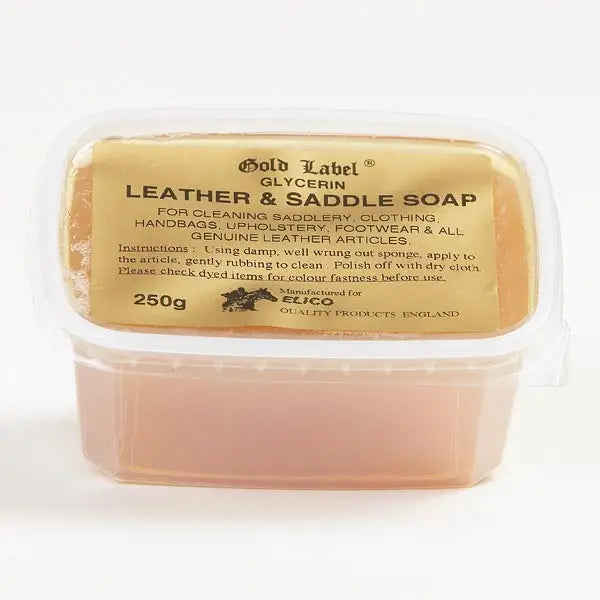 Gold Label ®
GLYCERIN
LEATHER & SADDLE SOAP
FOR CLEANING SADDLERY, CLOTHING,
HANDBAGS, UPHOLSTERY, FOOTWEAR & ALL
GENUINE LEATHER ARTICLES.
Instructions : Using damp, well wrung out sponge, apply to
the article, gently rubbing to clean . Polish off with dry cloth.
Please check dyed items for colour fastness before use.
250g
Manufactured for
ELICO
QUALITY PRODUCTS ENGLAND